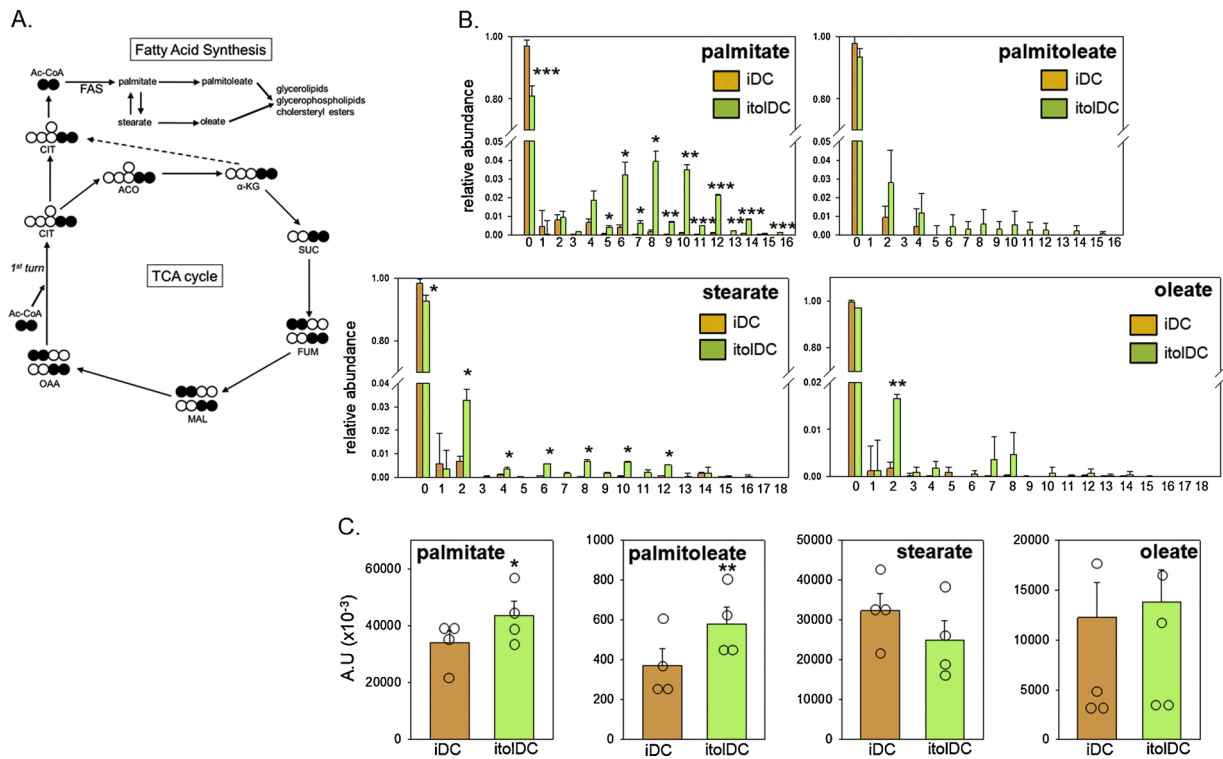 A.
Fatty Acid Synthesis
Ac-CoA
FAS
palmitate
palmitoleate
stearate
oleate
glycerolipids
glycerophospholipids
cholersteryl esters
CIT
ACO
α-KG
CIT
SUC
1st turn
TCA cycle
Ac-CoA
FUM
OAA
MAL
B.
palmitate
iDC
itolDC
relative abundance
1.00
0.80
0.05
0.04
0.03
0.02
0.01
0.00
*** * * * * ** ** *** *** ** *** ***
0 1 2 3 4 5 6 7 8 9 10 11 12 13 14 15 16
palmitoleate
iDC
itolDC
1.00
0.80
0.05
0.04
0.03
0.02
0.01
0.00
0 1 2 3 4 5 6 7 8 9 10 11 12 13 14 15 16
stearate
iDC
itolDC
relative abundance
1.00
0.80
0.04
0.03
0.02
0.01
0.00
* * * * * * *
0 1 2 3 4 5 6 7 8 9 10 11 12 13 14 15 16 17 18
oleate
iDC
itolDC
1.00
0.80
0.02
0.01
0.00
**
0 1 2 3 4 5 6 7 8 9 10 11 12 13 14 15 16 17 18
C.
palmitate
*
A.U (x10-3)
60000
40000
20000
0
iDC itolDC
palmitoleate
**
1000
800
600
400
200
0
iDC itolDC
stearate
50000
40000
30000
20000
10000
0
iDC itolDC
oleate
20000
15000
10000
5000
0
iDC itolDC